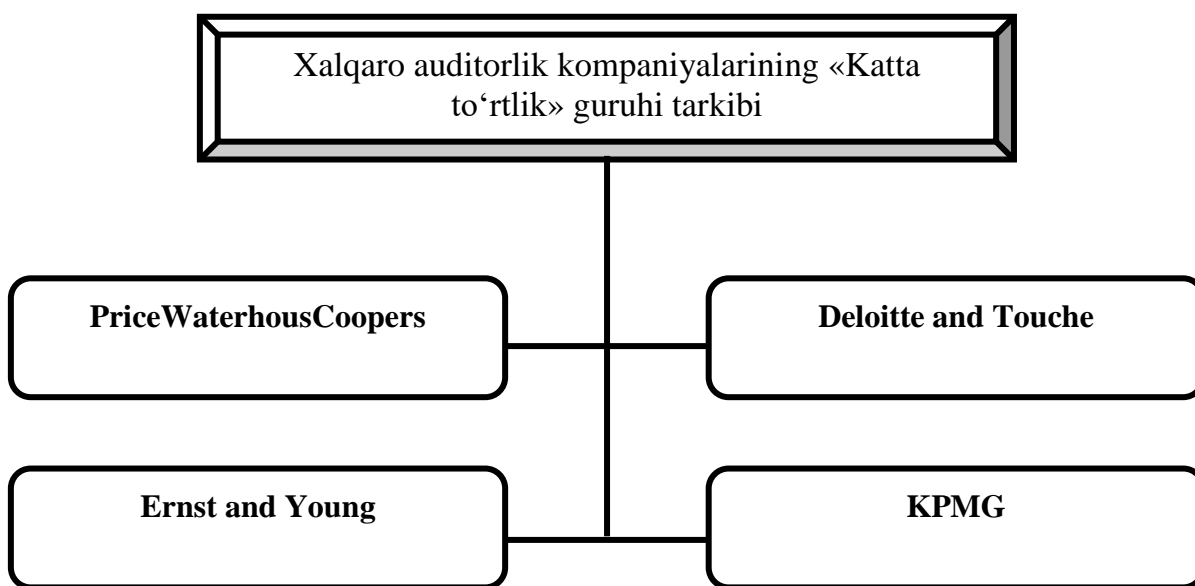 Xalqaro auditorlik kompaniyalarining «Katta
to‘rtlik» guruhi tarkibi
PriceWaterhousCoopers
Deloitte and Touche
Ernst and Young
KPMG